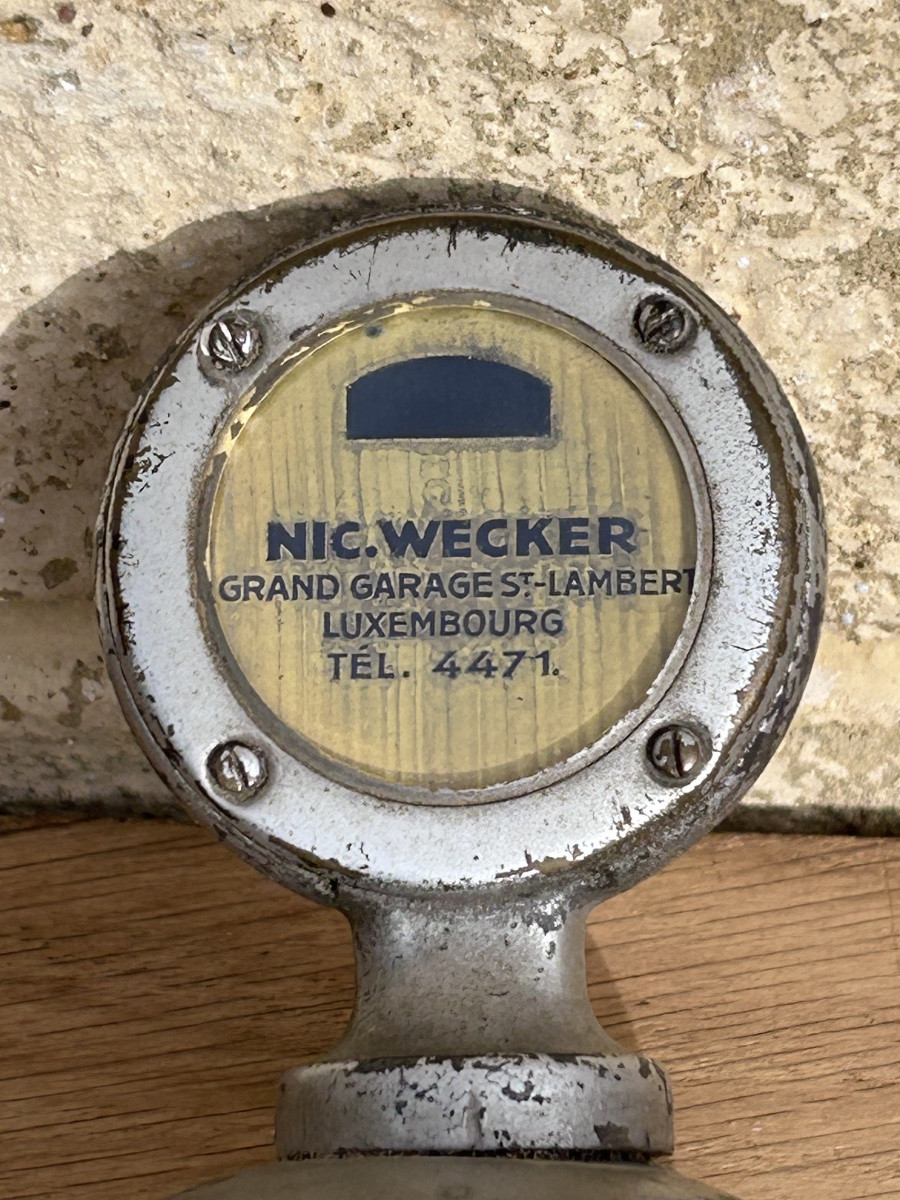 NIC. WECKER
GRAND GARAGE ST.-LAMBERT
LUXEMBOURG
TÉL. 4471.